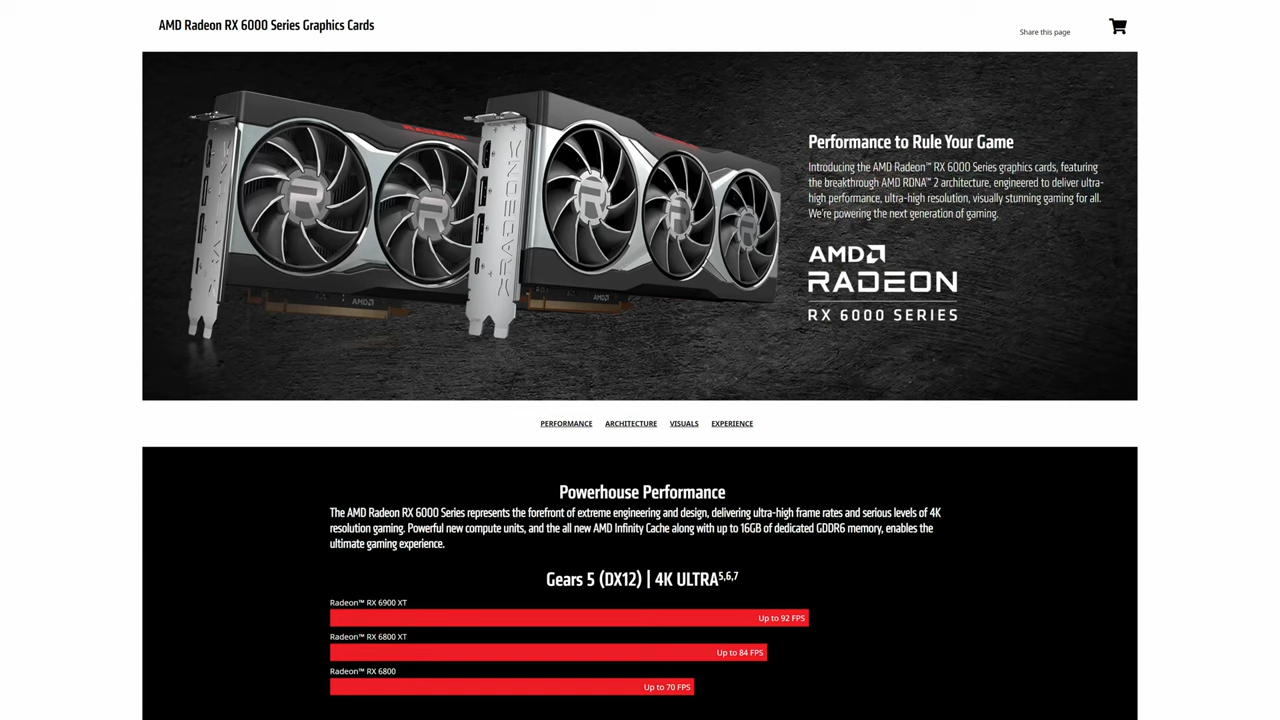 AMD Radeon RX 6000 Series Graphics Cards
Share this page
RADEON
RADEON
AMD
AMD
Performance to Rule Your Game
Introducing the AMD Radeon™ RX 6000 Series graphics cards, featuring
the breakthrough AMD RDNA™ 2 architecture, engineered to deliver ultra-
high performance, ultra-high resolution, visually stunning gaming for all.
We're powering the next generation of gaming.
AMD
RADEON
RX 6000 SERIES
PERFORMANCE ARCHITECTURE VISUALS EXPERIENCE
Powerhouse Performance
The AMD Radeon RX 6000 Series represents the forefront of extreme engineering and design, delivering ultra-high frame rates and serious levels of 4K
resolution gaming. Powerful new compute units, and the all new AMD Infinity Cache along with up to 16GB of dedicated GDDR6 memory, enables the
ultimate gaming experience.
Gears 5 (DX12) | 4K ULTRA5,6,7
Radeon™ RX 6900 XT
Up to 92 FPS
Radeon™ RX 6800 XT
Up to 84 FPS
Radeon™ RX 6800
Up to 70 FPS